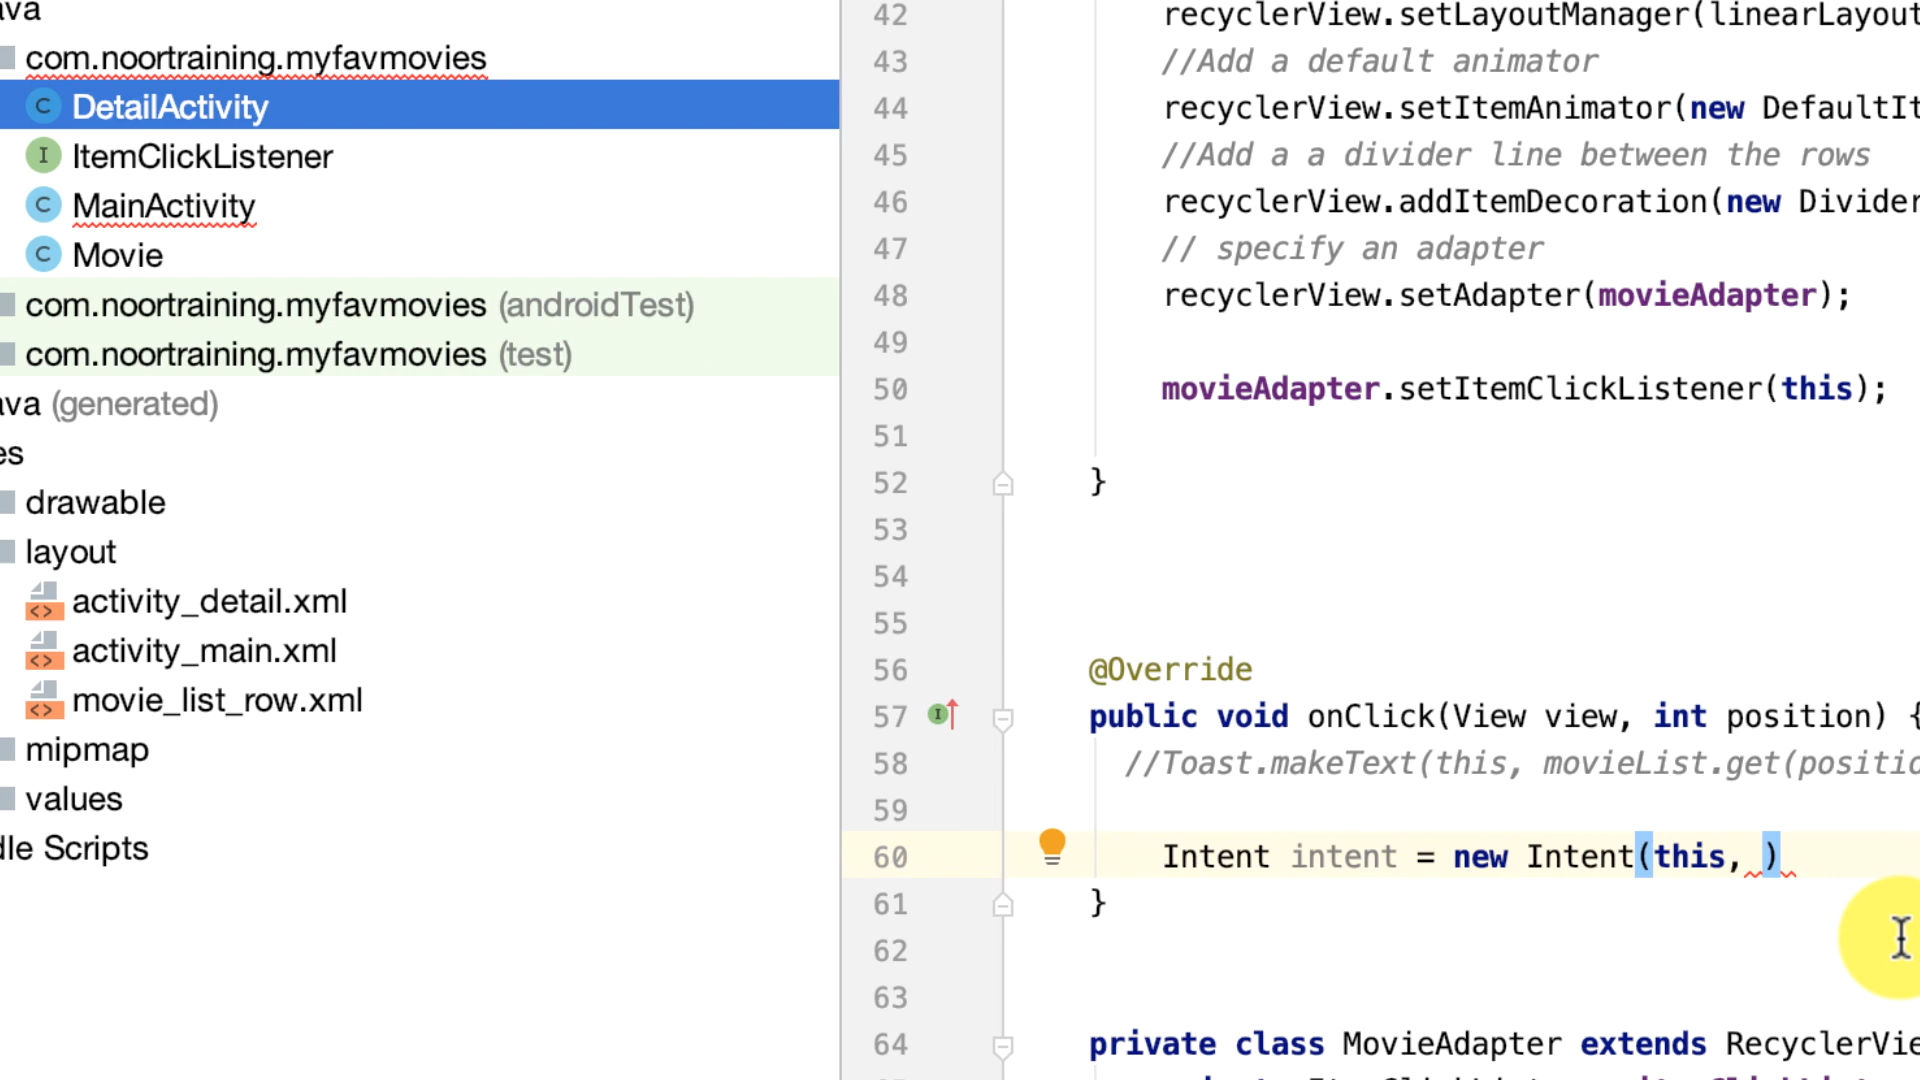 ava
com.noortraining.myfavmovies
C DetailActivity
I ItemClickListener
C MainActivity
C Movie
com.noortraining.myfavmovies (androidTest)
com.noortraining.myfavmovies (test)
ava (generated)
es
drawable
layout
<> activity_detail.xml
<> activity_main.xml
<> movie_list_row.xml
mipmap
values
dle Scripts
42 recyclerView.setLayoutManager(linearLayout
43 //Add a default animator
44 recyclerView.setItemAnimator(new DefaultIt
45 //Add a a divider line between the rows
46 recyclerView.addItemDecoration(new Divider
47 // specify an adapter
48 recyclerView.setAdapter(movieAdapter);
49
50 movieAdapter.setItemClickListener(this);
51
52 }
53
54
55
56 @Override
57 I public void onClick(View view, int position) {
58 //Toast.makeText(this, movieList.get(positio
59
60 Intent intent = new Intent(this, )
61 }
62
63
64 private class MovieAdapter extends RecyclerVie